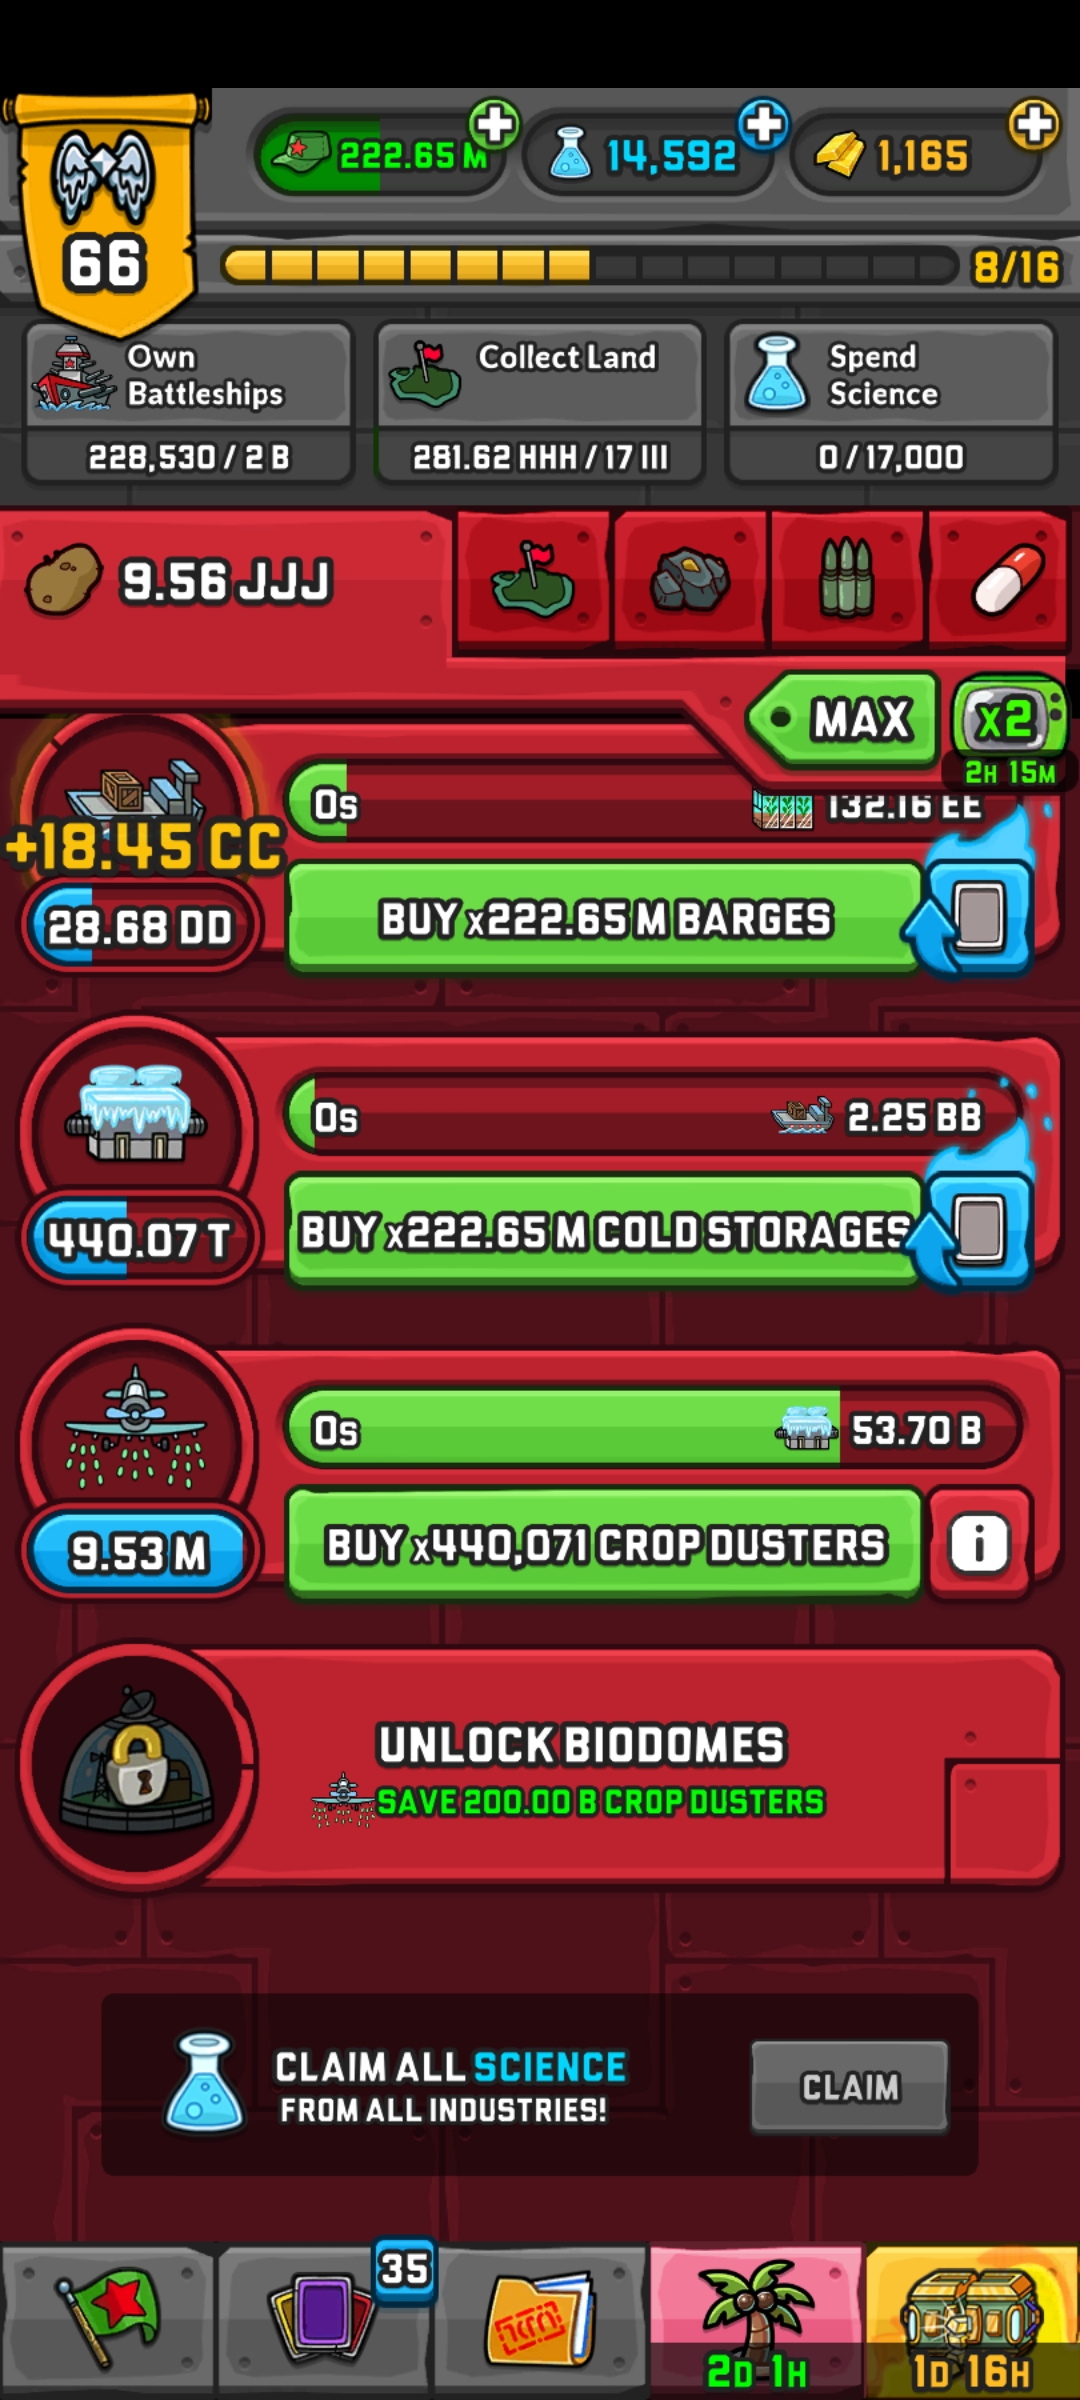 222.65 M
14,592
1,165
66
8/16
Own
Battleships
228,530 / 2 B
Collect Land
281.62 HHH / 17 III
Spend
Science
0 / 17,000
9.56 JJJ
MAX
x2
2H 15M
0s
132.16 EE
+18.45 CC
28.68 DD
BUY x222.65 M BARGES
0s
2.25 BB
440.07 T
BUY x222.65 M COLD STORAGES
0s
53.70 B
9.53 M
BUY x440,071 CROP DUSTERS
i
UNLOCK BIODOMES
SAVE 200.00 B CROP DUSTERS
CLAIM ALL SCIENCE
FROM ALL INDUSTRIES!
CLAIM
35
2D 1H
1D 16H